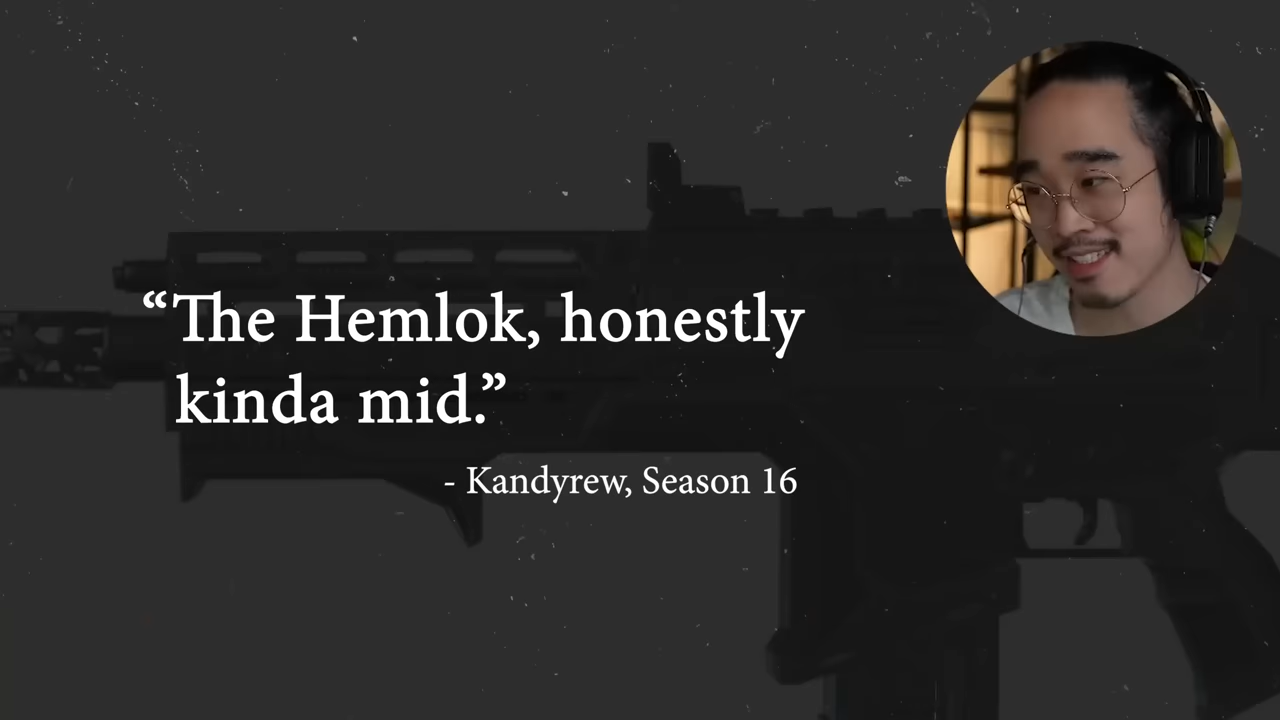 “The Hemlok, honestly
kinda mid.”
- Kandyrew, Season 16